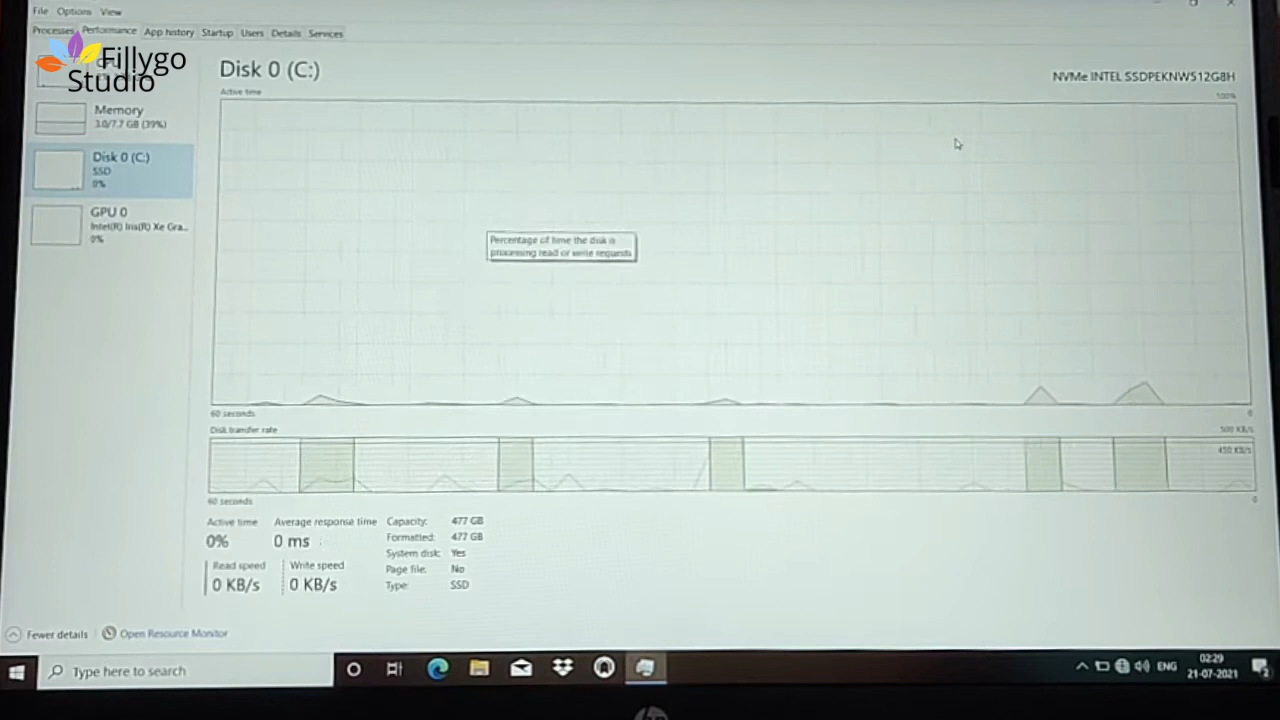 File Options View
Processes Performance App history Startup Users Details Services
Fillygo
Studio
Memory
3.0/7.7 GB (39%)
Disk 0 (C:)
SSD
0%
GPU 0
Intel(R) Iris(R) Xe Gra...
0%
Disk 0 (C:)
NVMe INTEL SSDPEKNW512G8H
Active time
100%
Percentage of time the disk is
processing read or write requests
60 seconds
0
Disk transfer rate
500 KB/s
450 KB/s
60 seconds
0
Active time
0%
Average response time
0 ms
Read speed
0 KB/s
Write speed
0 KB/s
Capacity: 477 GB
Formatted: 477 GB
System disk: Yes
Page file: No
Type: SSD
Fewer details
Open Resource Monitor
Type here to search
ENG
02:29
21-07-2021
2
hp